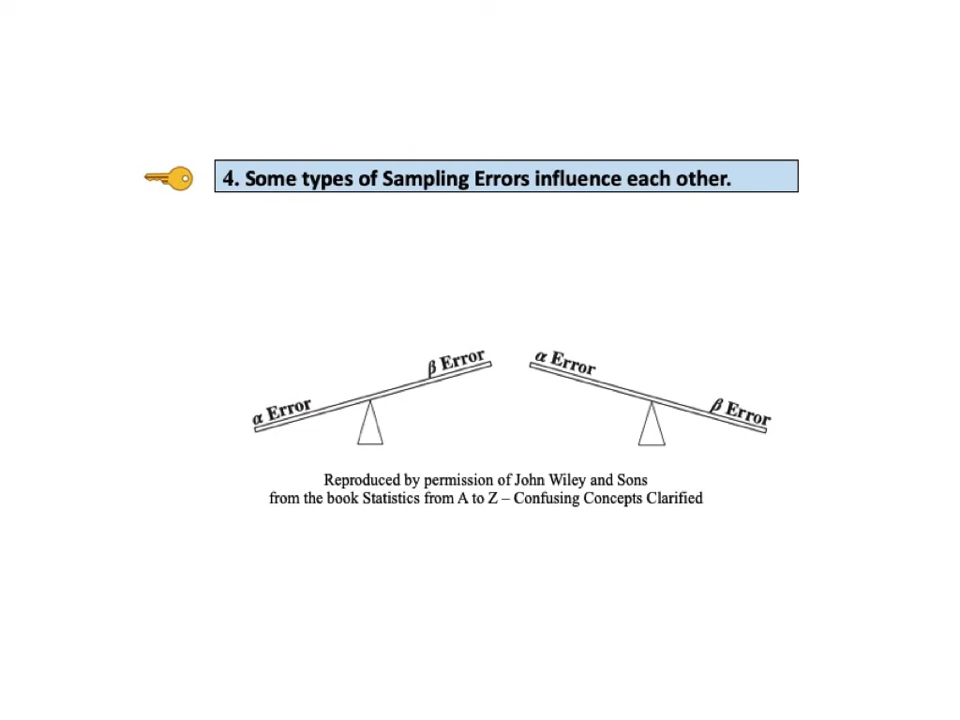 4. Some types of Sampling Errors influence each other.
α Error
β Error
α Error
β Error
Reproduced by permission of John Wiley and Sons
from the book Statistics from A to Z – Confusing Concepts Clarified